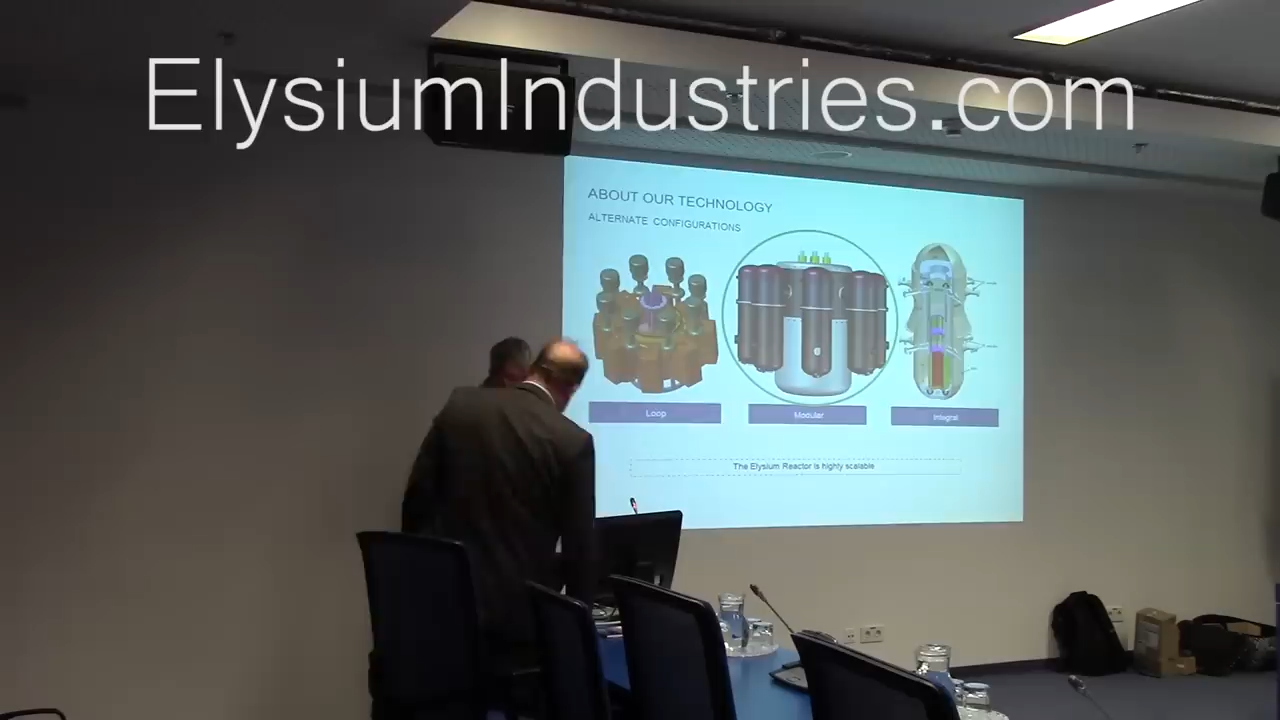 ElysiumIndustries.com
ABOUT OUR TECHNOLOGY
ALTERNATE CONFIGURATIONS
Loop
Modular
Integral
The Elysium Reactor is highly scalable